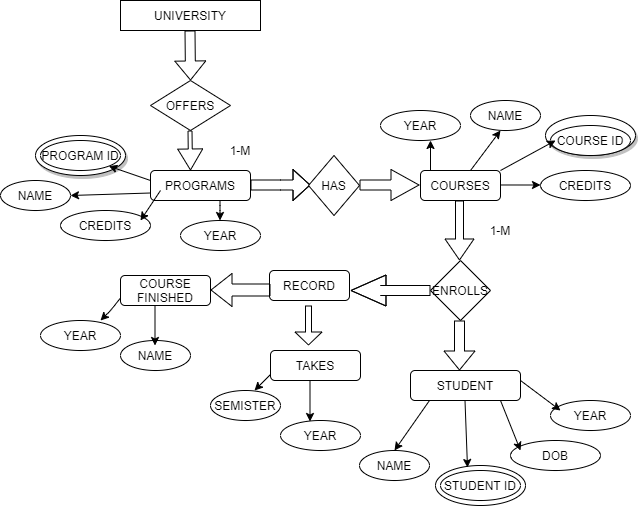 UNIVERSITY
OFFERS
1-M
PROGRAM ID
NAME
CREDITS
YEAR
PROGRAMS
HAS
YEAR
NAME
COURSE ID
CREDITS
COURSES
1-M
ENROLLS
RECORD
COURSE
FINISHED
YEAR
NAME
TAKES
SEMISTER
YEAR
STUDENT
NAME
STUDENT ID
DOB
YEAR